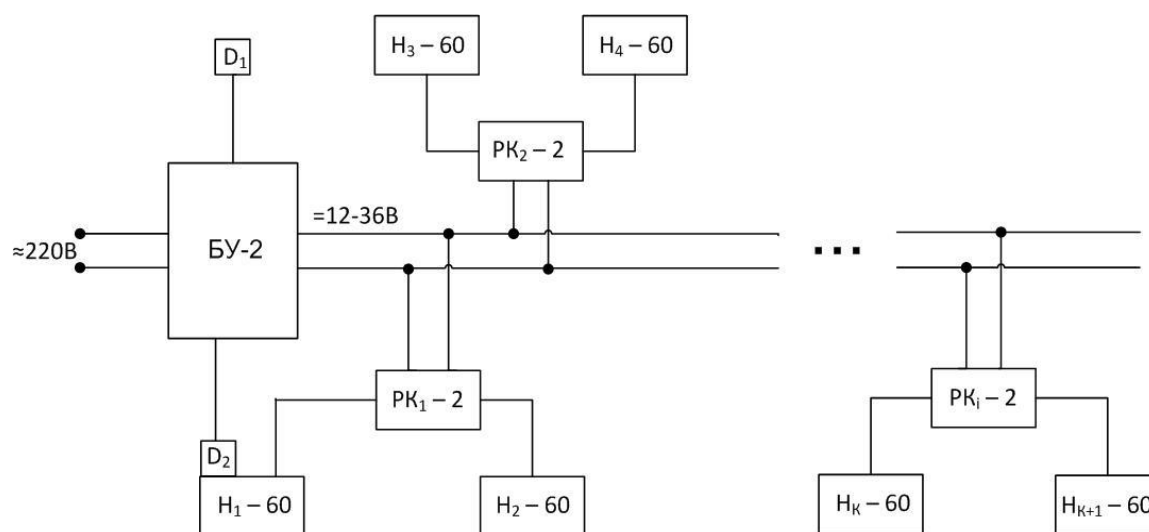 H₃ – 60
H₄ – 60
D₁
РК₂ – 2
=12-36В
≈220В
БУ-2
...
РК₁ – 2
РКᵢ – 2
D₂
H₁ – 60
H₂ – 60
Hₖ – 60
Hₖ₊₁ – 60